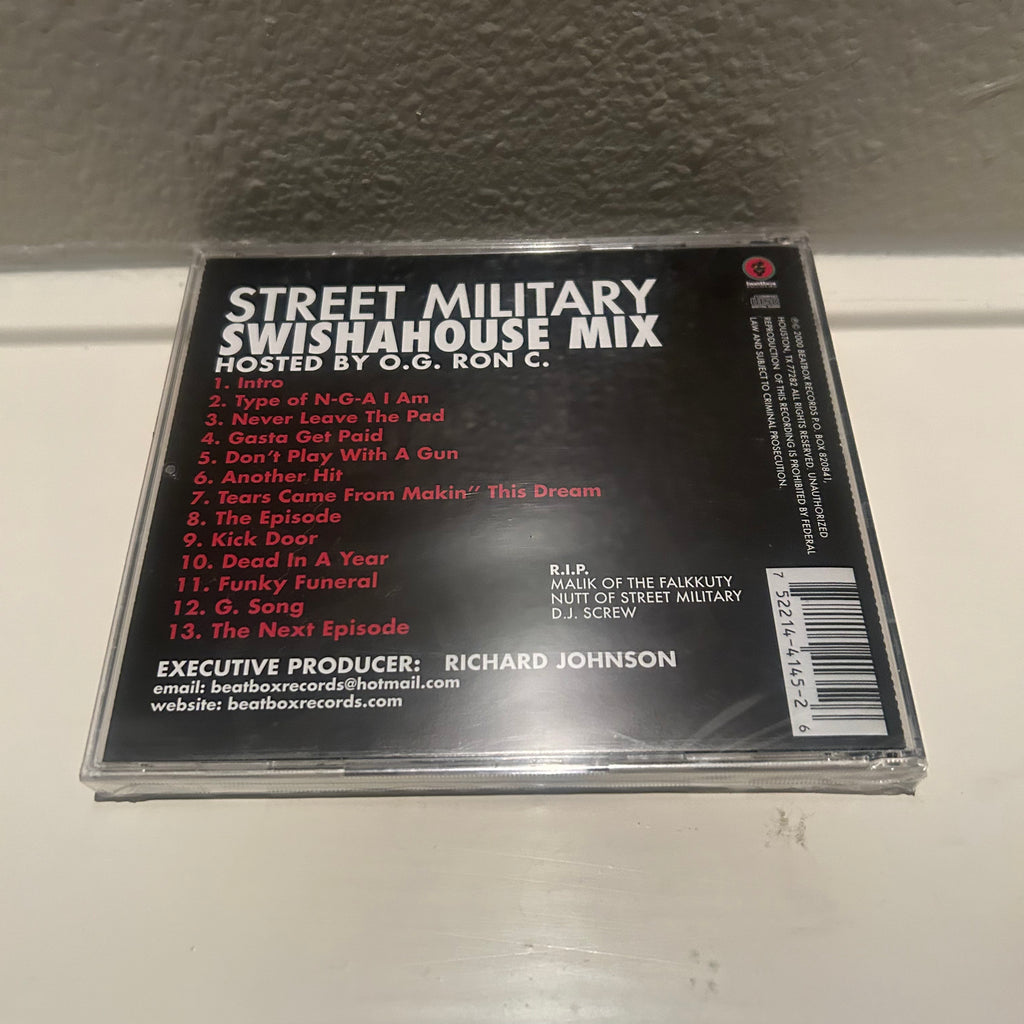 STREET MILITARY
SWISHAHOUSE MIX
HOSTED BY O.G. RON C.
1. Intro
2. Type of N-G-A I Am
3. Never Leave The Pad
4. Gasta Get Paid
5. Don't Play With A Gun
6. Another Hit
7. Tears Came From Makin" This Dream
8. The Episode
9. Kick Door
10. Dead In A Year
11. Funky Funeral
12. G. Song
13. The Next Episode
R.I.P.
MALIK OF THE FALKKUTY
NUTT OF STREET MILITARY
D.J. SCREW
EXECUTIVE PRODUCER: RICHARD JOHNSON
email: beatboxrecords@hotmail.com
website: beatboxrecords.com
beatbox
disc
℗© 2000 BEATBOX RECORDS P.O. BOX 820841,
HOUSTON, TX 77282 ALL RIGHTS RESERVED. UNAUTHORIZED
REPRODUCTION OF THIS RECORDING IS PROHIBITED BY FEDERAL
LAW AND SUBJECT TO CRIMINAL PROSECUTION.
7 52214-4145-2 6